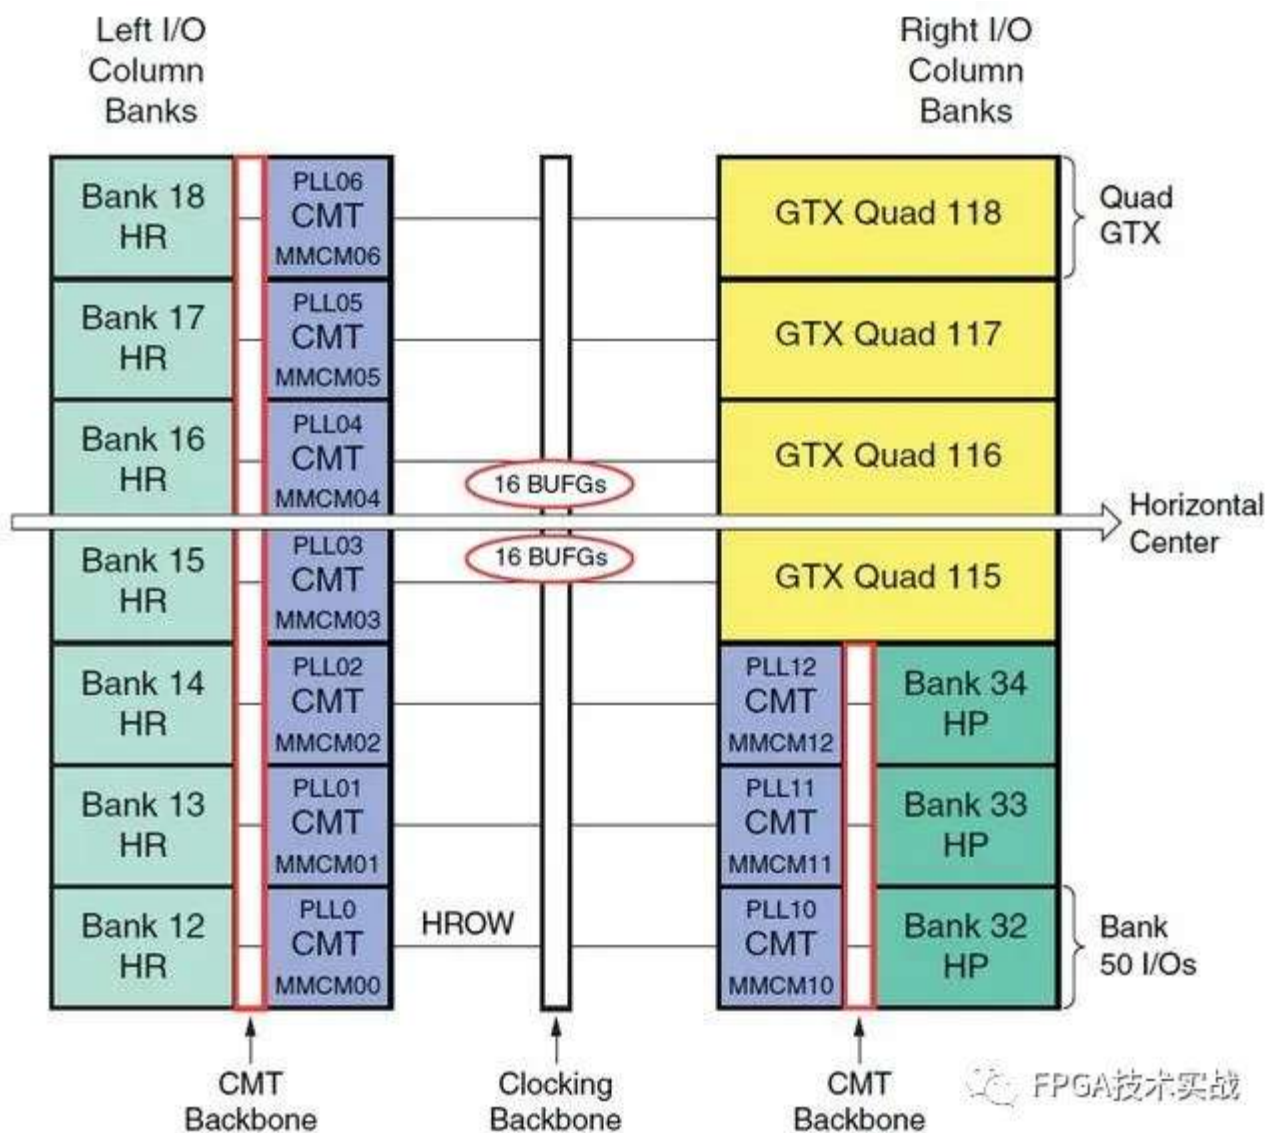 Left I/O
Column
Banks
Right I/O
Column
Banks
Bank 18
HR
PLL06
CMT
MMCM06
GTX Quad 118
Quad
GTX
Bank 17
HR
PLL05
CMT
MMCM05
GTX Quad 117
Bank 16
HR
PLL04
CMT
MMCM04
16 BUFGs
GTX Quad 116
Horizontal
Center
Bank 15
HR
PLL03
CMT
MMCM03
16 BUFGs
GTX Quad 115
Bank 14
HR
PLL02
CMT
MMCM02
PLL12
CMT
MMCM12
Bank 34
HP
Bank 13
HR
PLL01
CMT
MMCM01
PLL11
CMT
MMCM11
Bank 33
HP
Bank 12
HR
PLL0
CMT
MMCM00
HROW
PLL10
CMT
MMCM10
Bank 32
HP
Bank
50 I/Os
CMT
Backbone
Clocking
Backbone
CMT
Backbone
FPGA技术实战